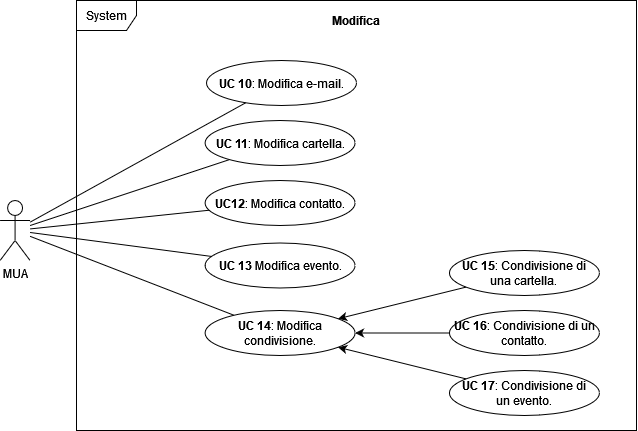 System
Modifica
UC 10: Modifica e-mail.
UC 11: Modifica cartella.
UC12: Modifica contatto.
UC 13 Modifica evento.
MUA
UC 14: Modifica
condivisione.
UC 15: Condivisione di
una cartella.
UC 16: Condivisione di un
contatto.
UC 17: Condivisione di
un evento.